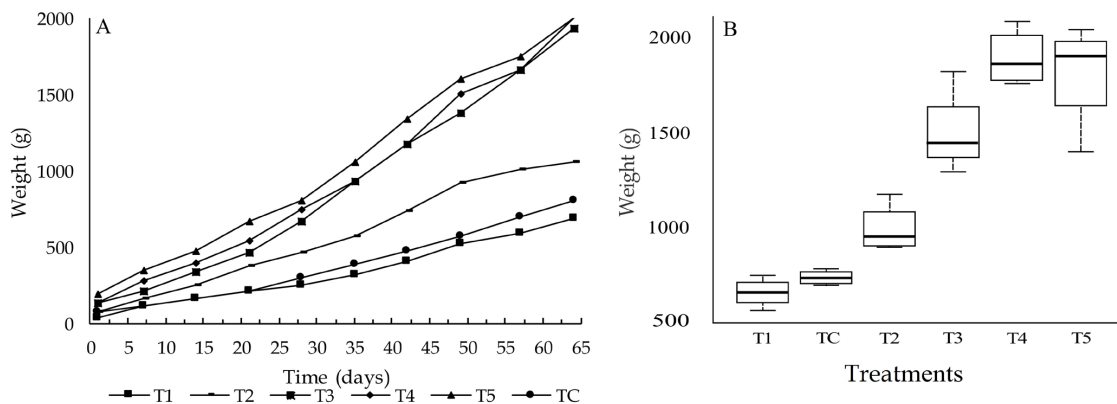 A
Weight (g)
2000
1500
1000
500
0
0 5 10 15 20 25 30 35 40 45 50 55 60 65
Time (days)
T1 T2 T3 T4 T5 TC
B
Weight (g)
2000
1500
1000
500
T1 TC T2 T3 T4 T5
Treatments